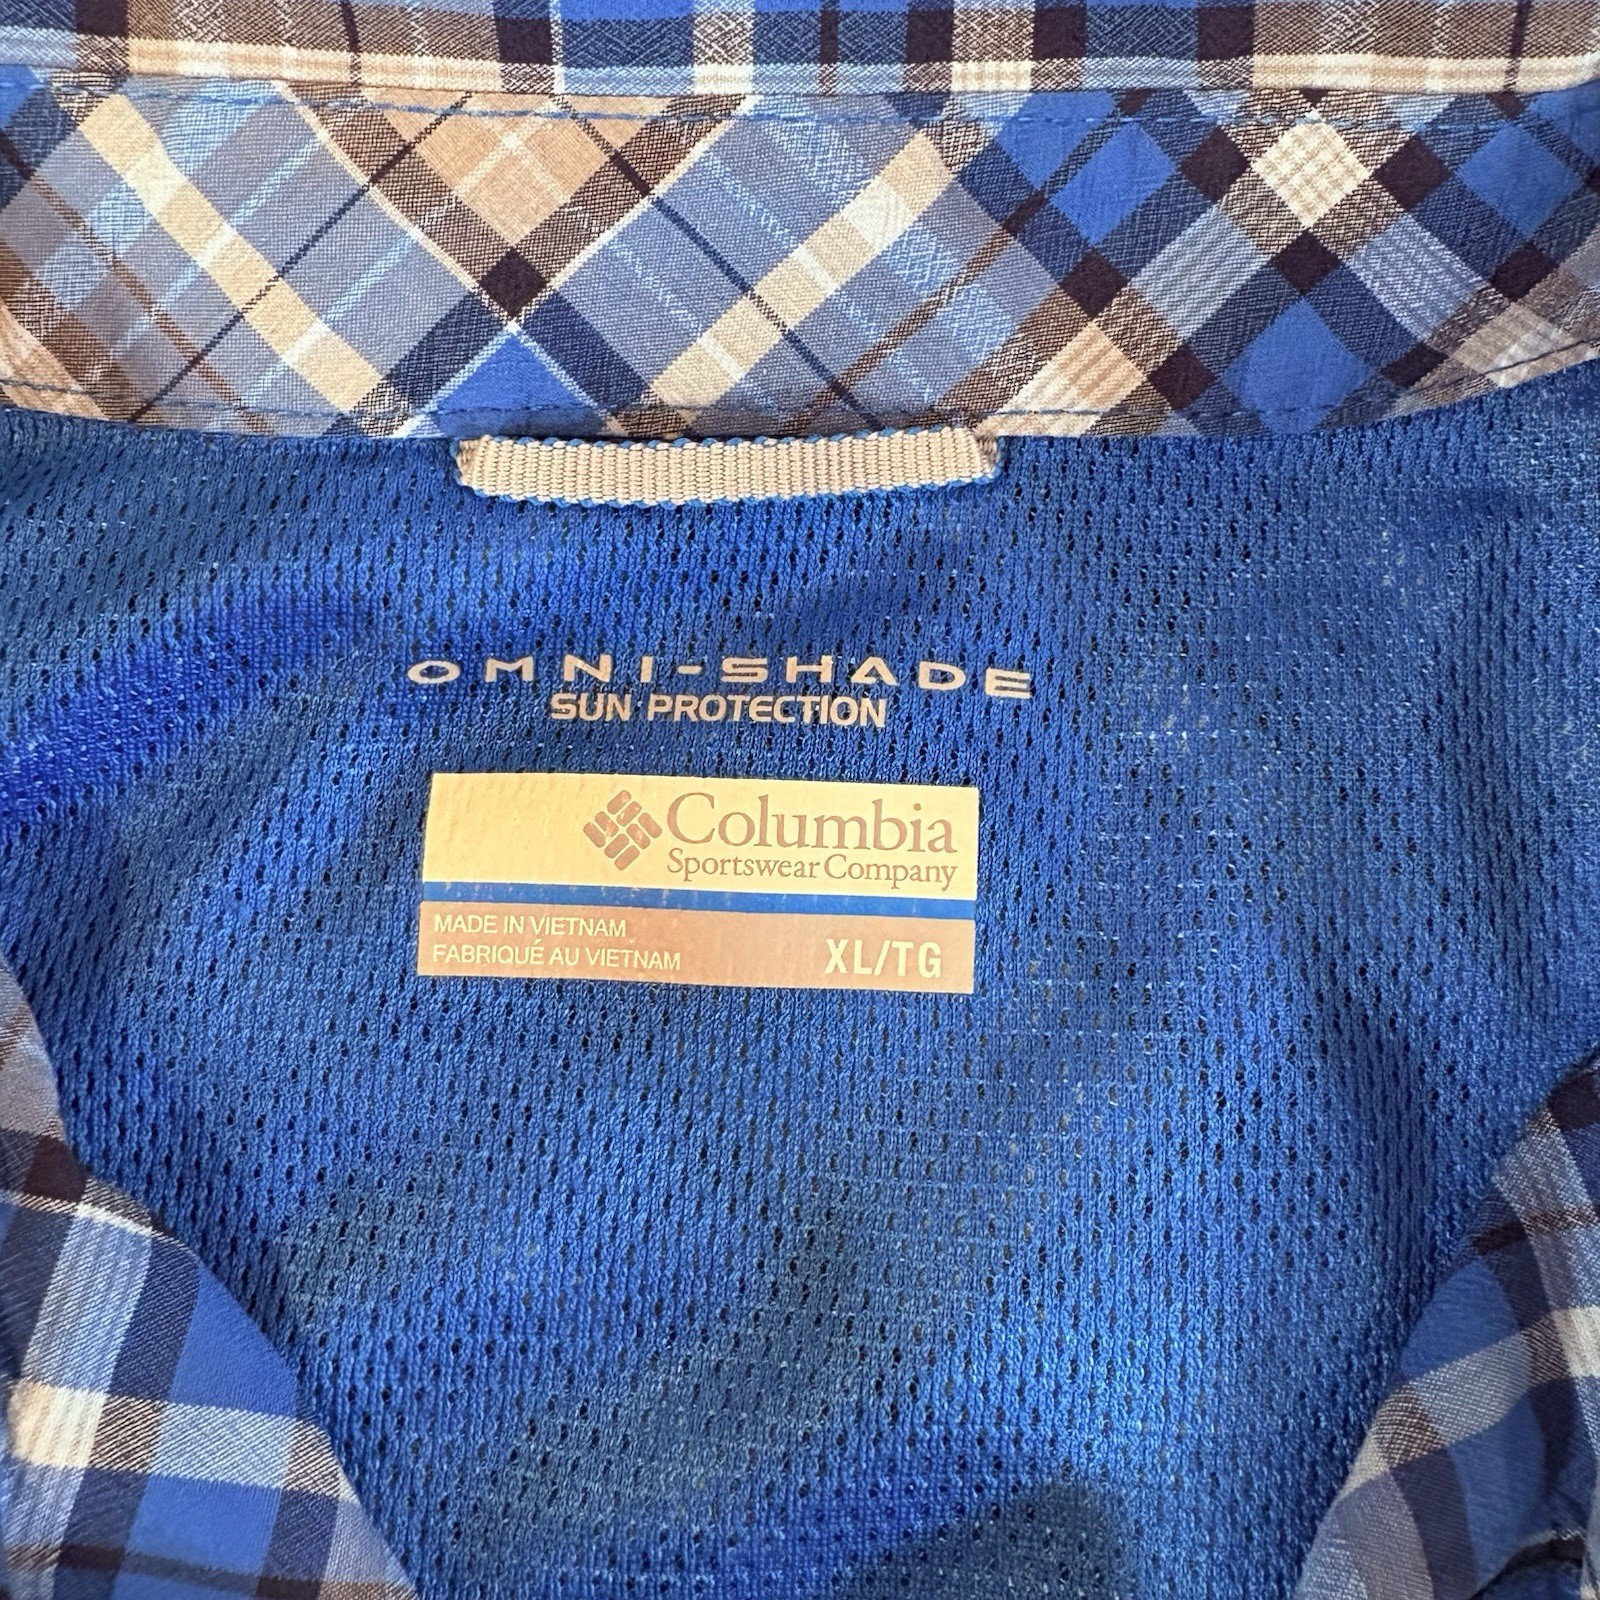 OMNI-SHADE
SUN PROTECTION
Columbia
Sportswear Company
MADE IN VIETNAM
FABRIQUÉ AU VIETNAM
XL/TG